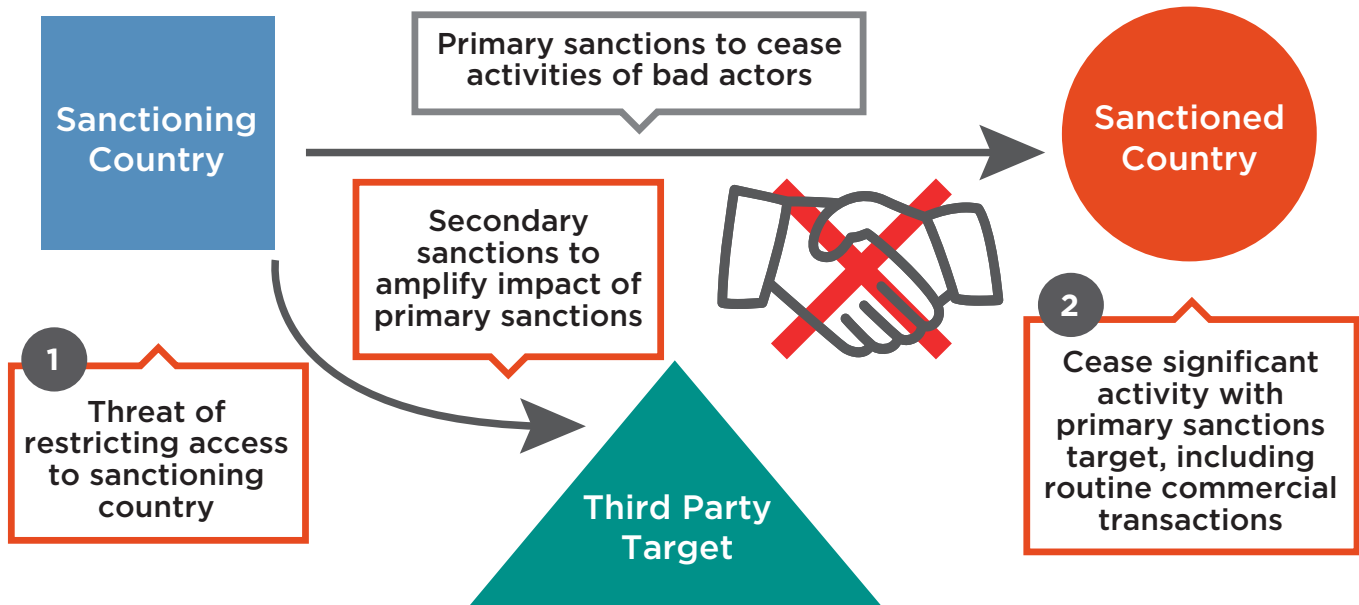 Primary sanctions to cease
activities of bad actors
Sanctioning
Country
Sanctioned
Country
Secondary
sanctions to
amplify impact of
primary sanctions
1
Threat of
restricting access
to sanctioning
country
2
Cease significant
activity with
primary sanctions
target, including
routine commercial
transactions
Third Party
Target